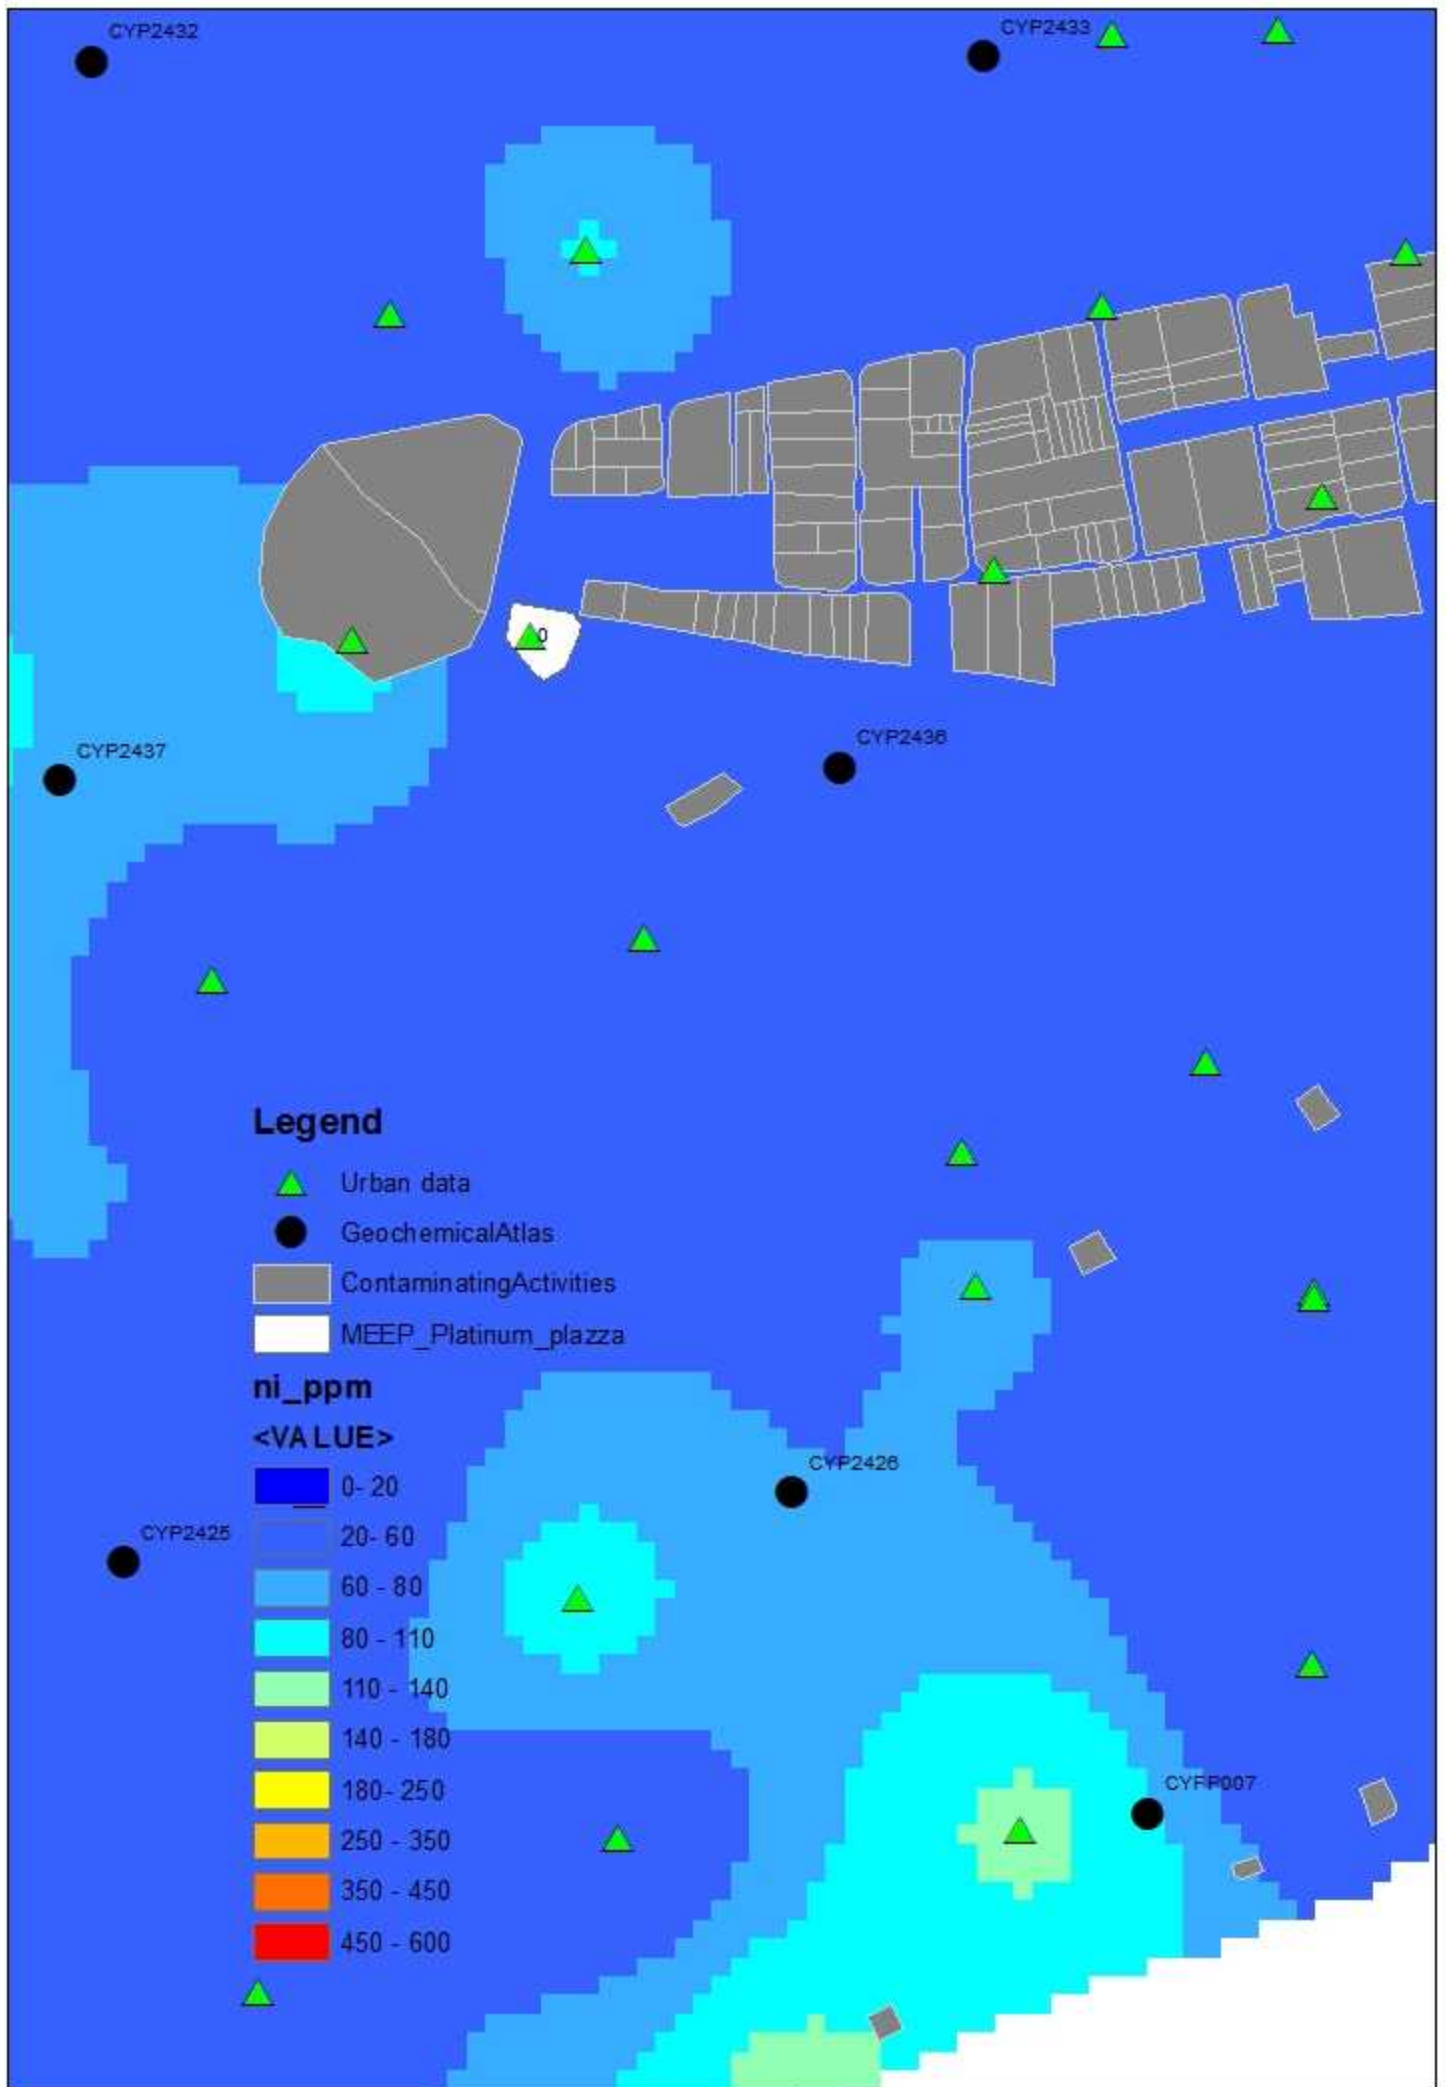 CYP2432
CYP2433
0
CYP2437
CYP2436
Legend
Urban data
GeochemicalAtlas
ContaminatingActivities
MEEP_Platinum_plazza
ni_ppm
<VALUE>
CYP2426
0- 20
CYP2425
20- 60
60 - 80
80 - 110
110 - 140
140 - 180
CYPP007
180- 250
250 - 350
350 - 450
450 - 600